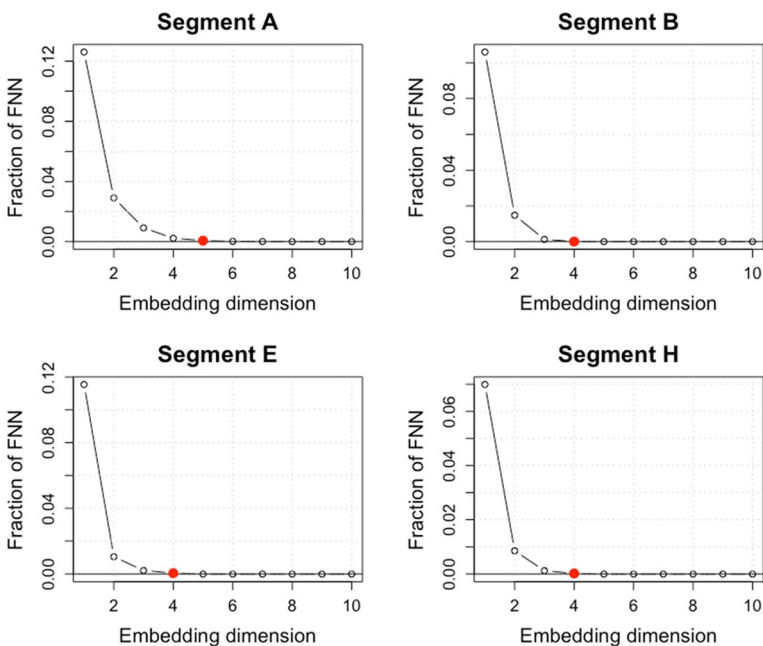 Segment A
Fraction of FNN
0.12
0.08
0.04
0.00
2 4 6 8 10
Embedding dimension
Segment B
Fraction of FNN
0.08
0.04
0.00
2 4 6 8 10
Embedding dimension
Segment E
Fraction of FNN
0.12
0.08
0.04
0.00
2 4 6 8 10
Embedding dimension
Segment H
Fraction of FNN
0.06
0.04
0.02
0.00
2 4 6 8 10
Embedding dimension